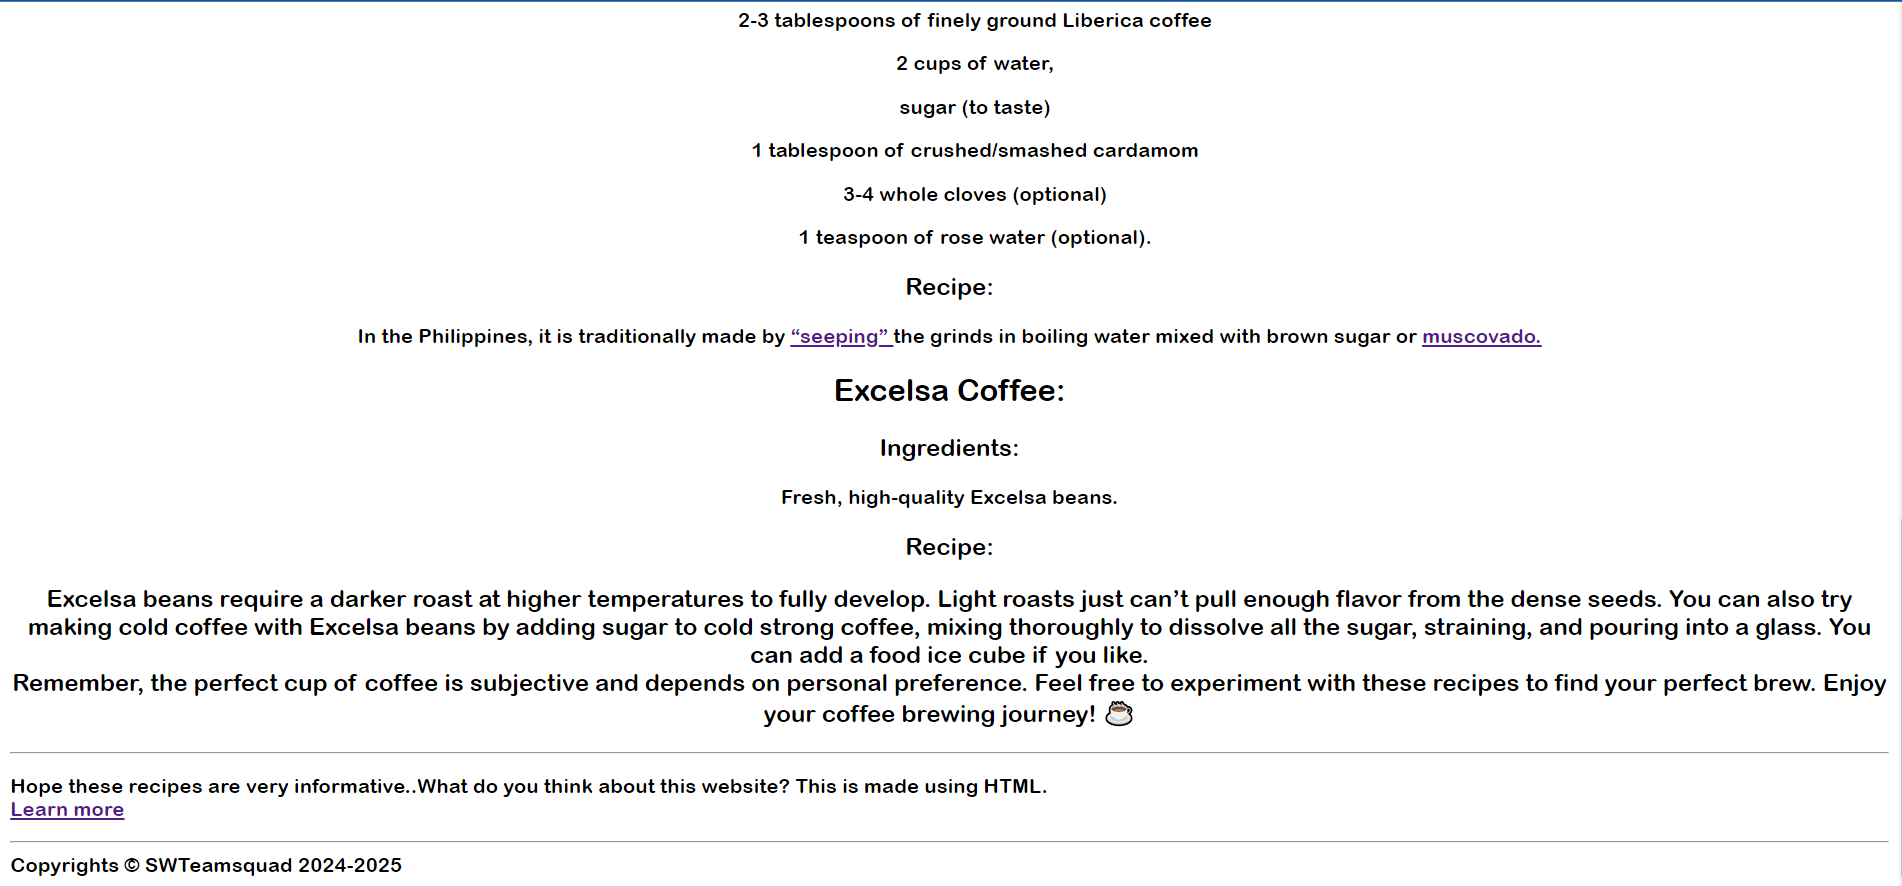 2-3 tablespoons of finely ground Liberica coffee
2 cups of water,
sugar (to taste)
1 tablespoon of crushed/smashed cardamom
3-4 whole cloves (optional)
1 teaspoon of rose water (optional).
Recipe:
In the Philippines, it is traditionally made by “seeping” the grinds in boiling water mixed with brown sugar or muscovado.
Excelsa Coffee:
Ingredients:
Fresh, high-quality Excelsa beans.
Recipe:
Excelsa beans require a darker roast at higher temperatures to fully develop. Light roasts just can’t pull enough flavor from the dense seeds. You can also try
making cold coffee with Excelsa beans by adding sugar to cold strong coffee, mixing thoroughly to dissolve all the sugar, straining, and pouring into a glass. You
can add a food ice cube if you like.
Remember, the perfect cup of coffee is subjective and depends on personal preference. Feel free to experiment with these recipes to find your perfect brew. Enjoy
your coffee brewing journey! ☕
Hope these recipes are very informative..What do you think about this website? This is made using HTML.
Learn more
Copyrights © SWTeamsquad 2024-2025